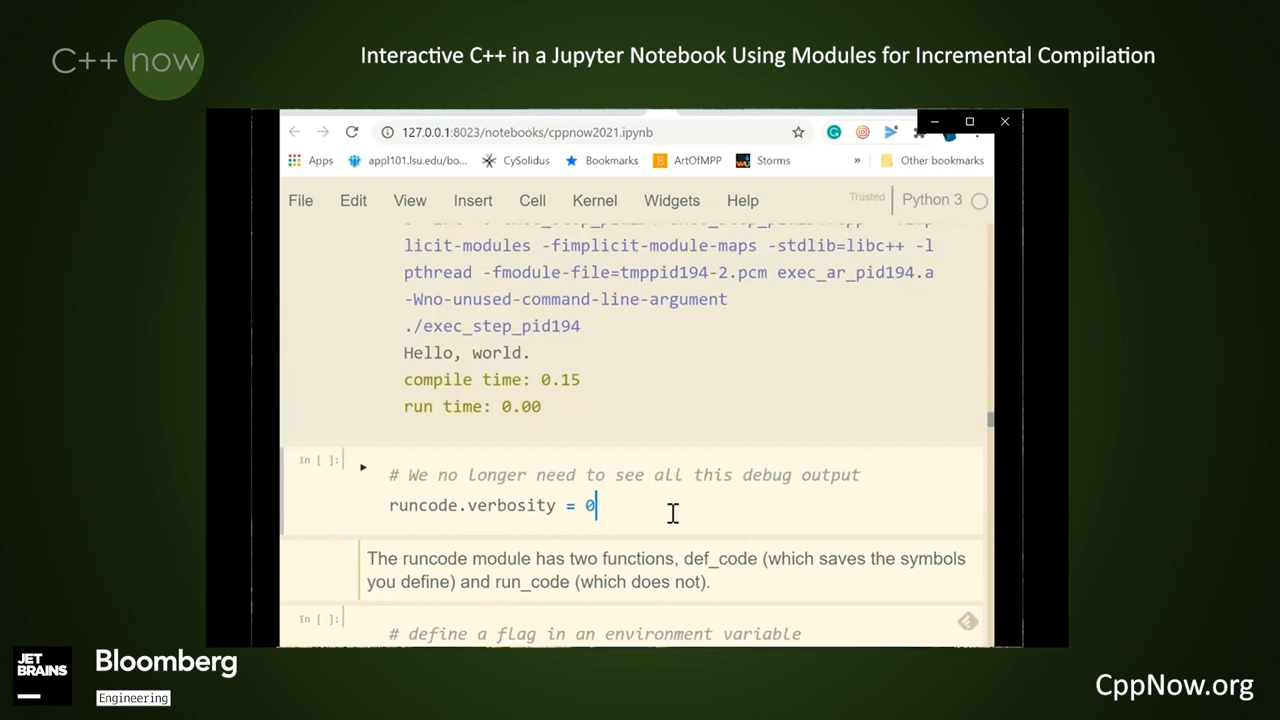 C++ now
Interactive C++ in a Jupyter Notebook Using Modules for Incremental Compilation
127.0.0.1:8023/notebooks/cppnow2021.ipynb
Apps
appl101.lsu.edu/bo...
CySolidus
Bookmarks
ArtOfMPP
Storms
»
Other bookmarks
File Edit View Insert Cell Kernel Widgets Help
Trusted
Python 3
licit-modules -fimplicit-module-maps -stdlib=libc++ -l
pthread -fmodule-file=tmppid194-2.pcm exec_ar_pid194.a
-Wno-unused-command-line-argument
./exec_step_pid194
Hello, world.
compile time: 0.15
run time: 0.00
In [ ]:
# We no longer need to see all this debug output
runcode.verbosity = 0
The runcode module has two functions, def_code (which saves the symbols
you define) and run_code (which does not).
In [ ]:
# define a flag in an environment variable
JET
BRAINS
Bloomberg
Engineering
CppNow.org